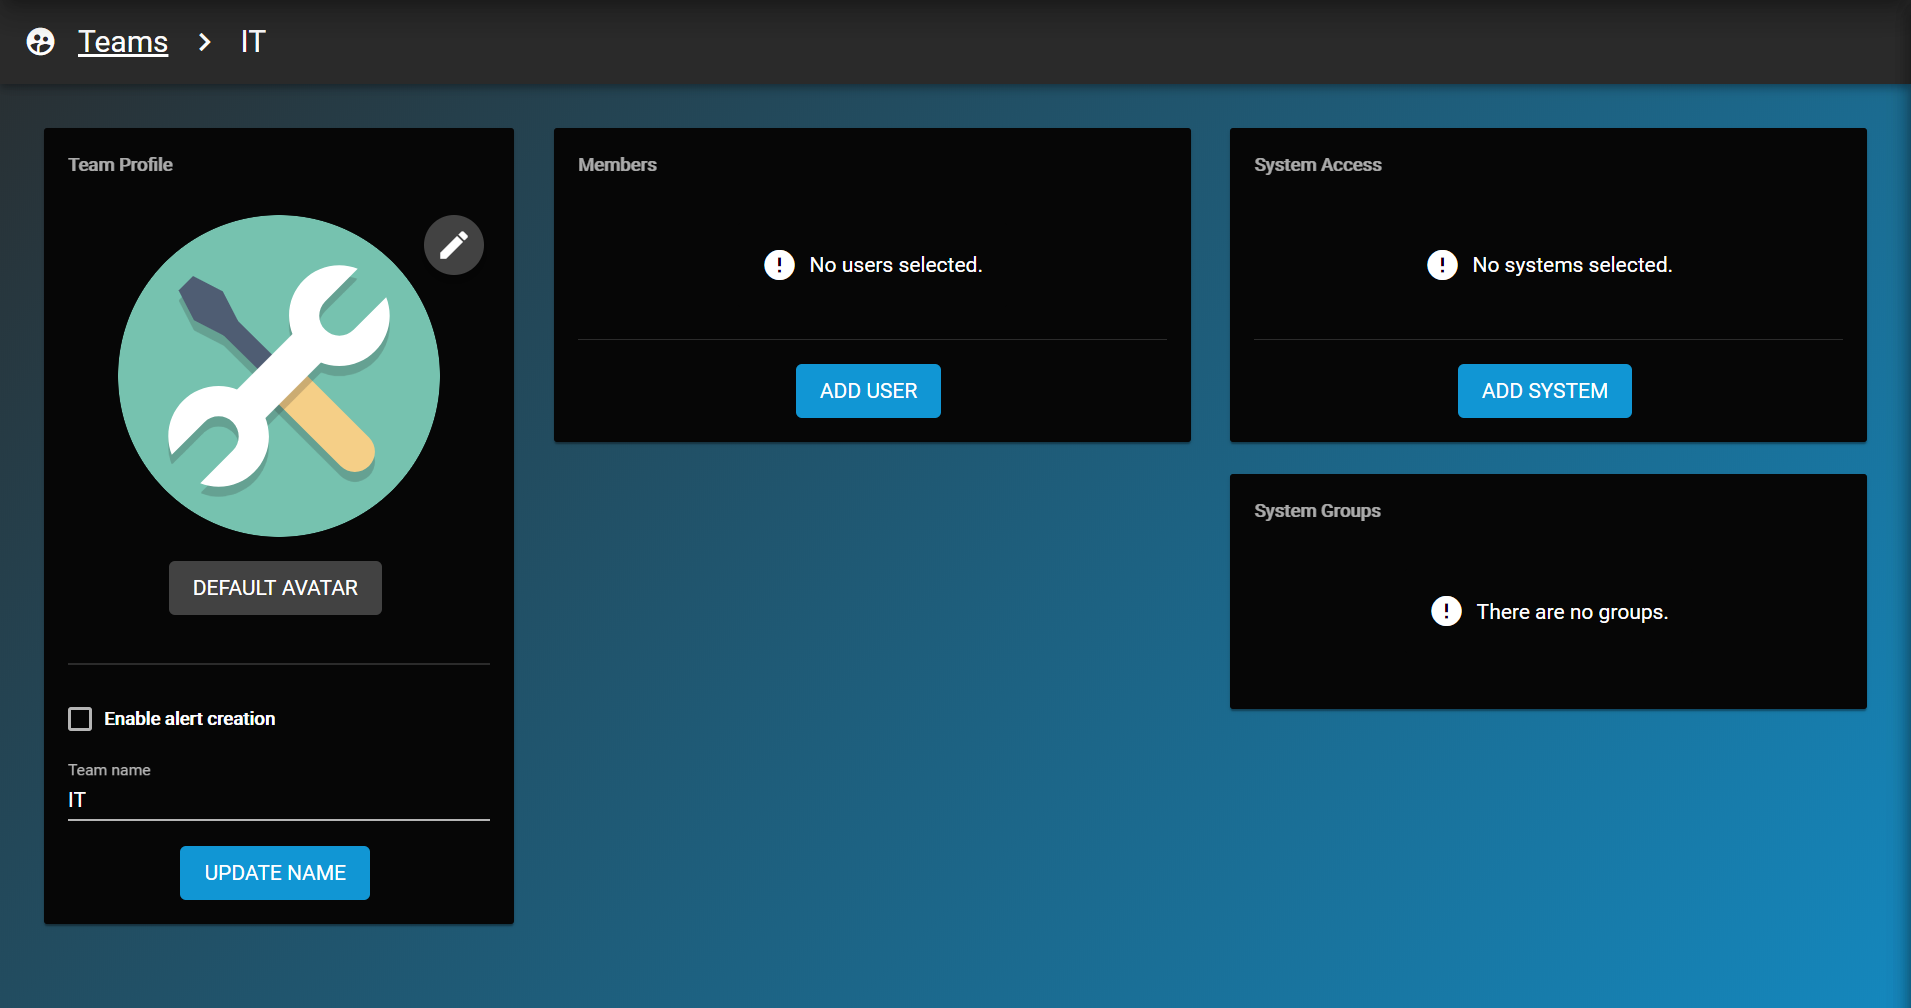 Teams > IT
Team Profile
DEFAULT AVATAR
Enable alert creation
Team name
IT
UPDATE NAME
Members
No users selected.
ADD USER
System Access
No systems selected.
ADD SYSTEM
System Groups
There are no groups.